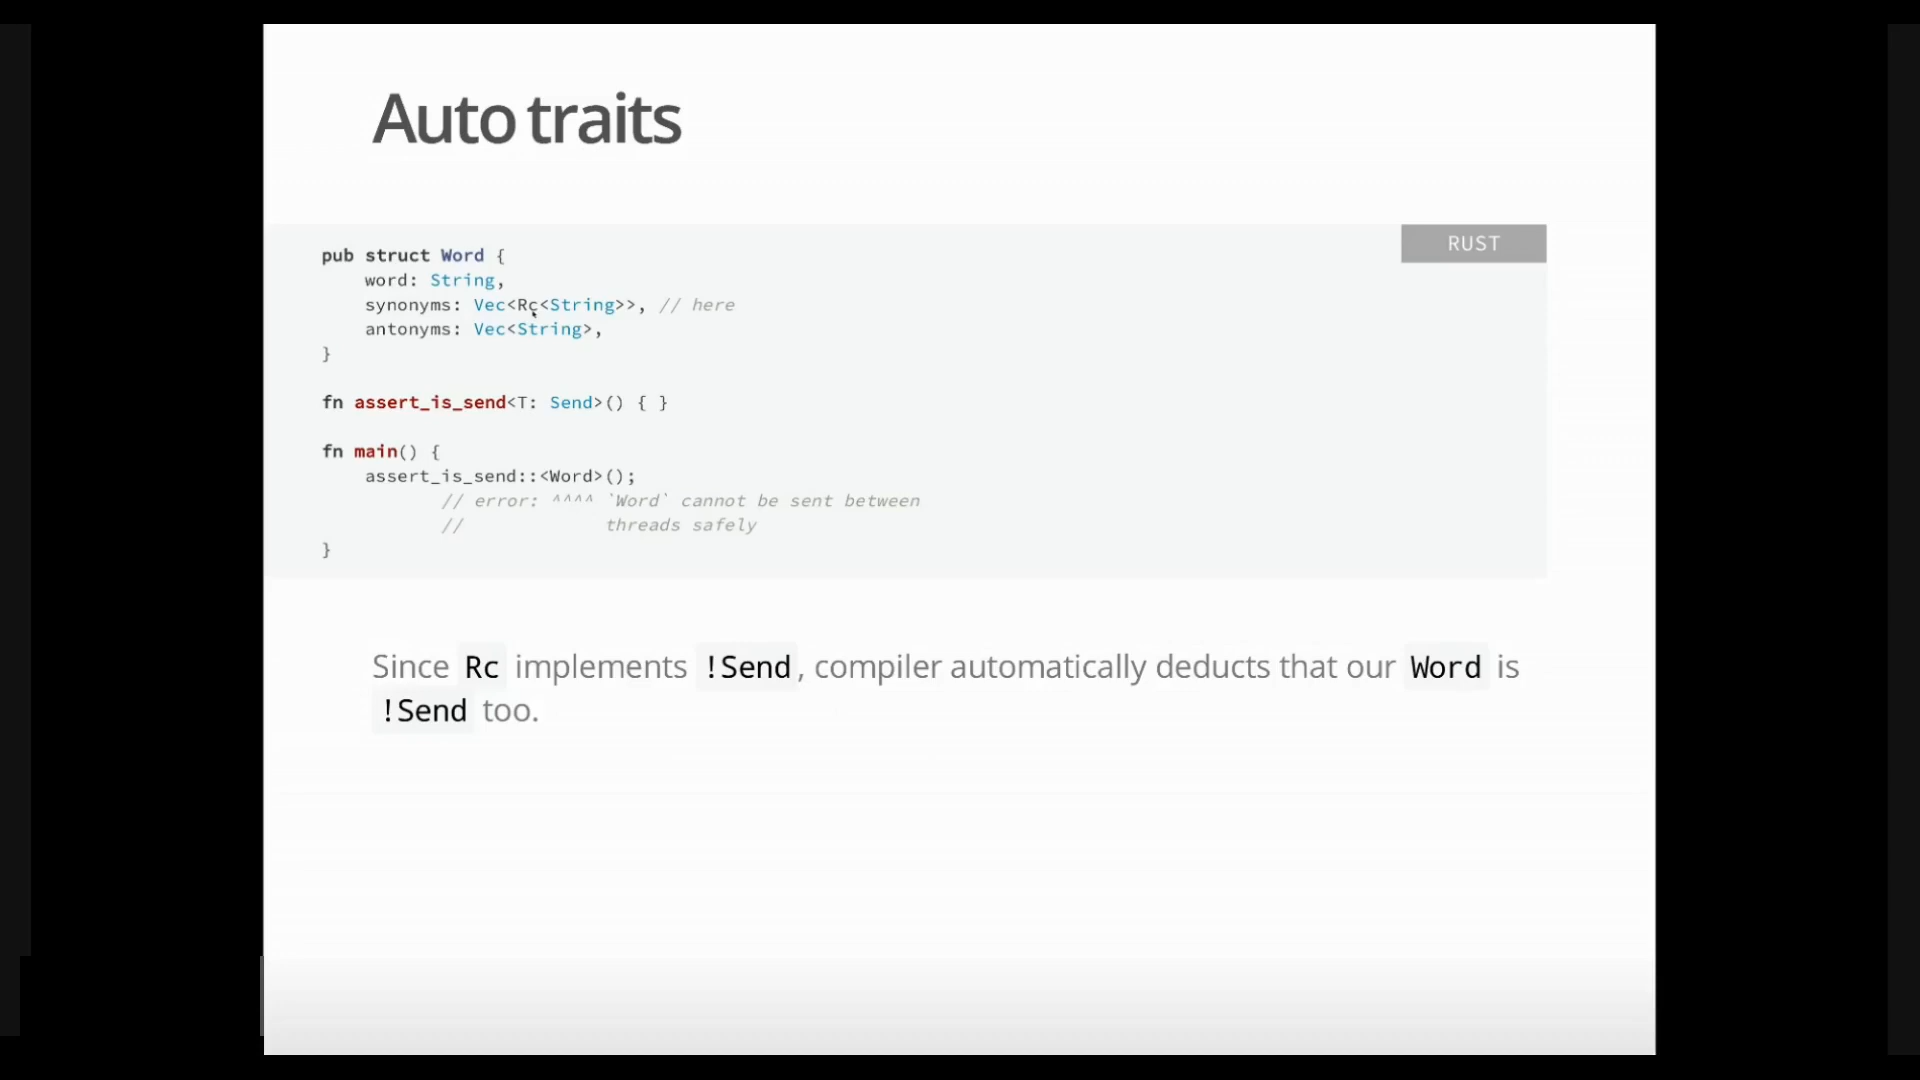 Auto traits
RUST
pub struct Word {
    word: String,
    synonyms: Vec<Rc<String>>, // here
    antonyms: Vec<String>,
}
fn assert_is_send<T: Send>() { }
fn main() {
    assert_is_send::<Word>();
           // error: ^^^^ `Word` cannot be sent between
           //             threads safely
}
Since Rc implements !Send, compiler automatically deducts that our Word is
!Send too.